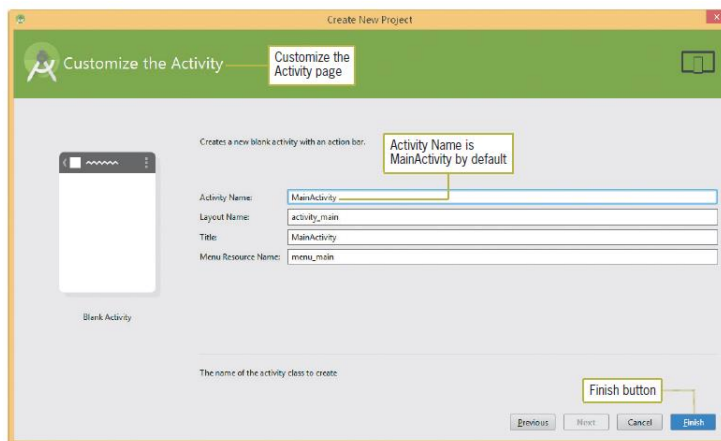 Create New Project
Customize the Activity
Customize the
Activity page
Creates a new blank activity with an action bar.
Activity Name is
MainActivity by default
Activity Name:
MainActivity
Layout Name:
activity_main
Title:
MainActivity
Menu Resource Name:
menu_main
Blank Activity
The name of the activity class to create
Finish button
Previous
Next
Cancel
Finish